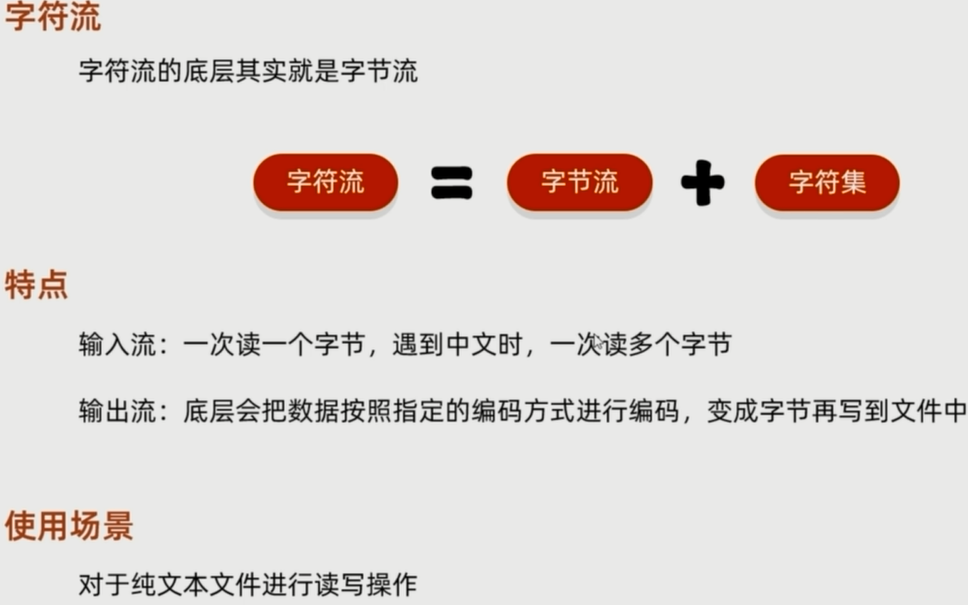 字符流
字符流的底层其实就是字节流
字符流 = 字节流 + 字符集
特点
输入流：一次读一个字节，遇到中文时，一次读多个字节
输出流：底层会把数据按照指定的编码方式进行编码，变成字节再写到文件中
使用场景
对于纯文本文件进行读写操作